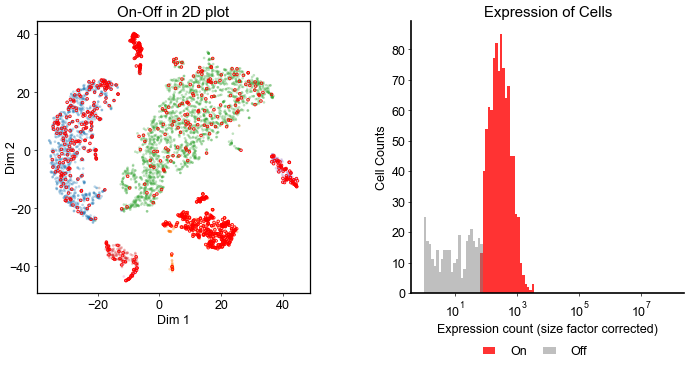 On-Off in 2D plot
40
20
0
−20
−40
Dim 2
−20
0
20
40
Dim 1
Expression of Cells
80
70
60
50
40
30
20
10
0
Cell Counts
10^1
10^3
10^5
10^7
Expression count (size factor corrected)
On
Off